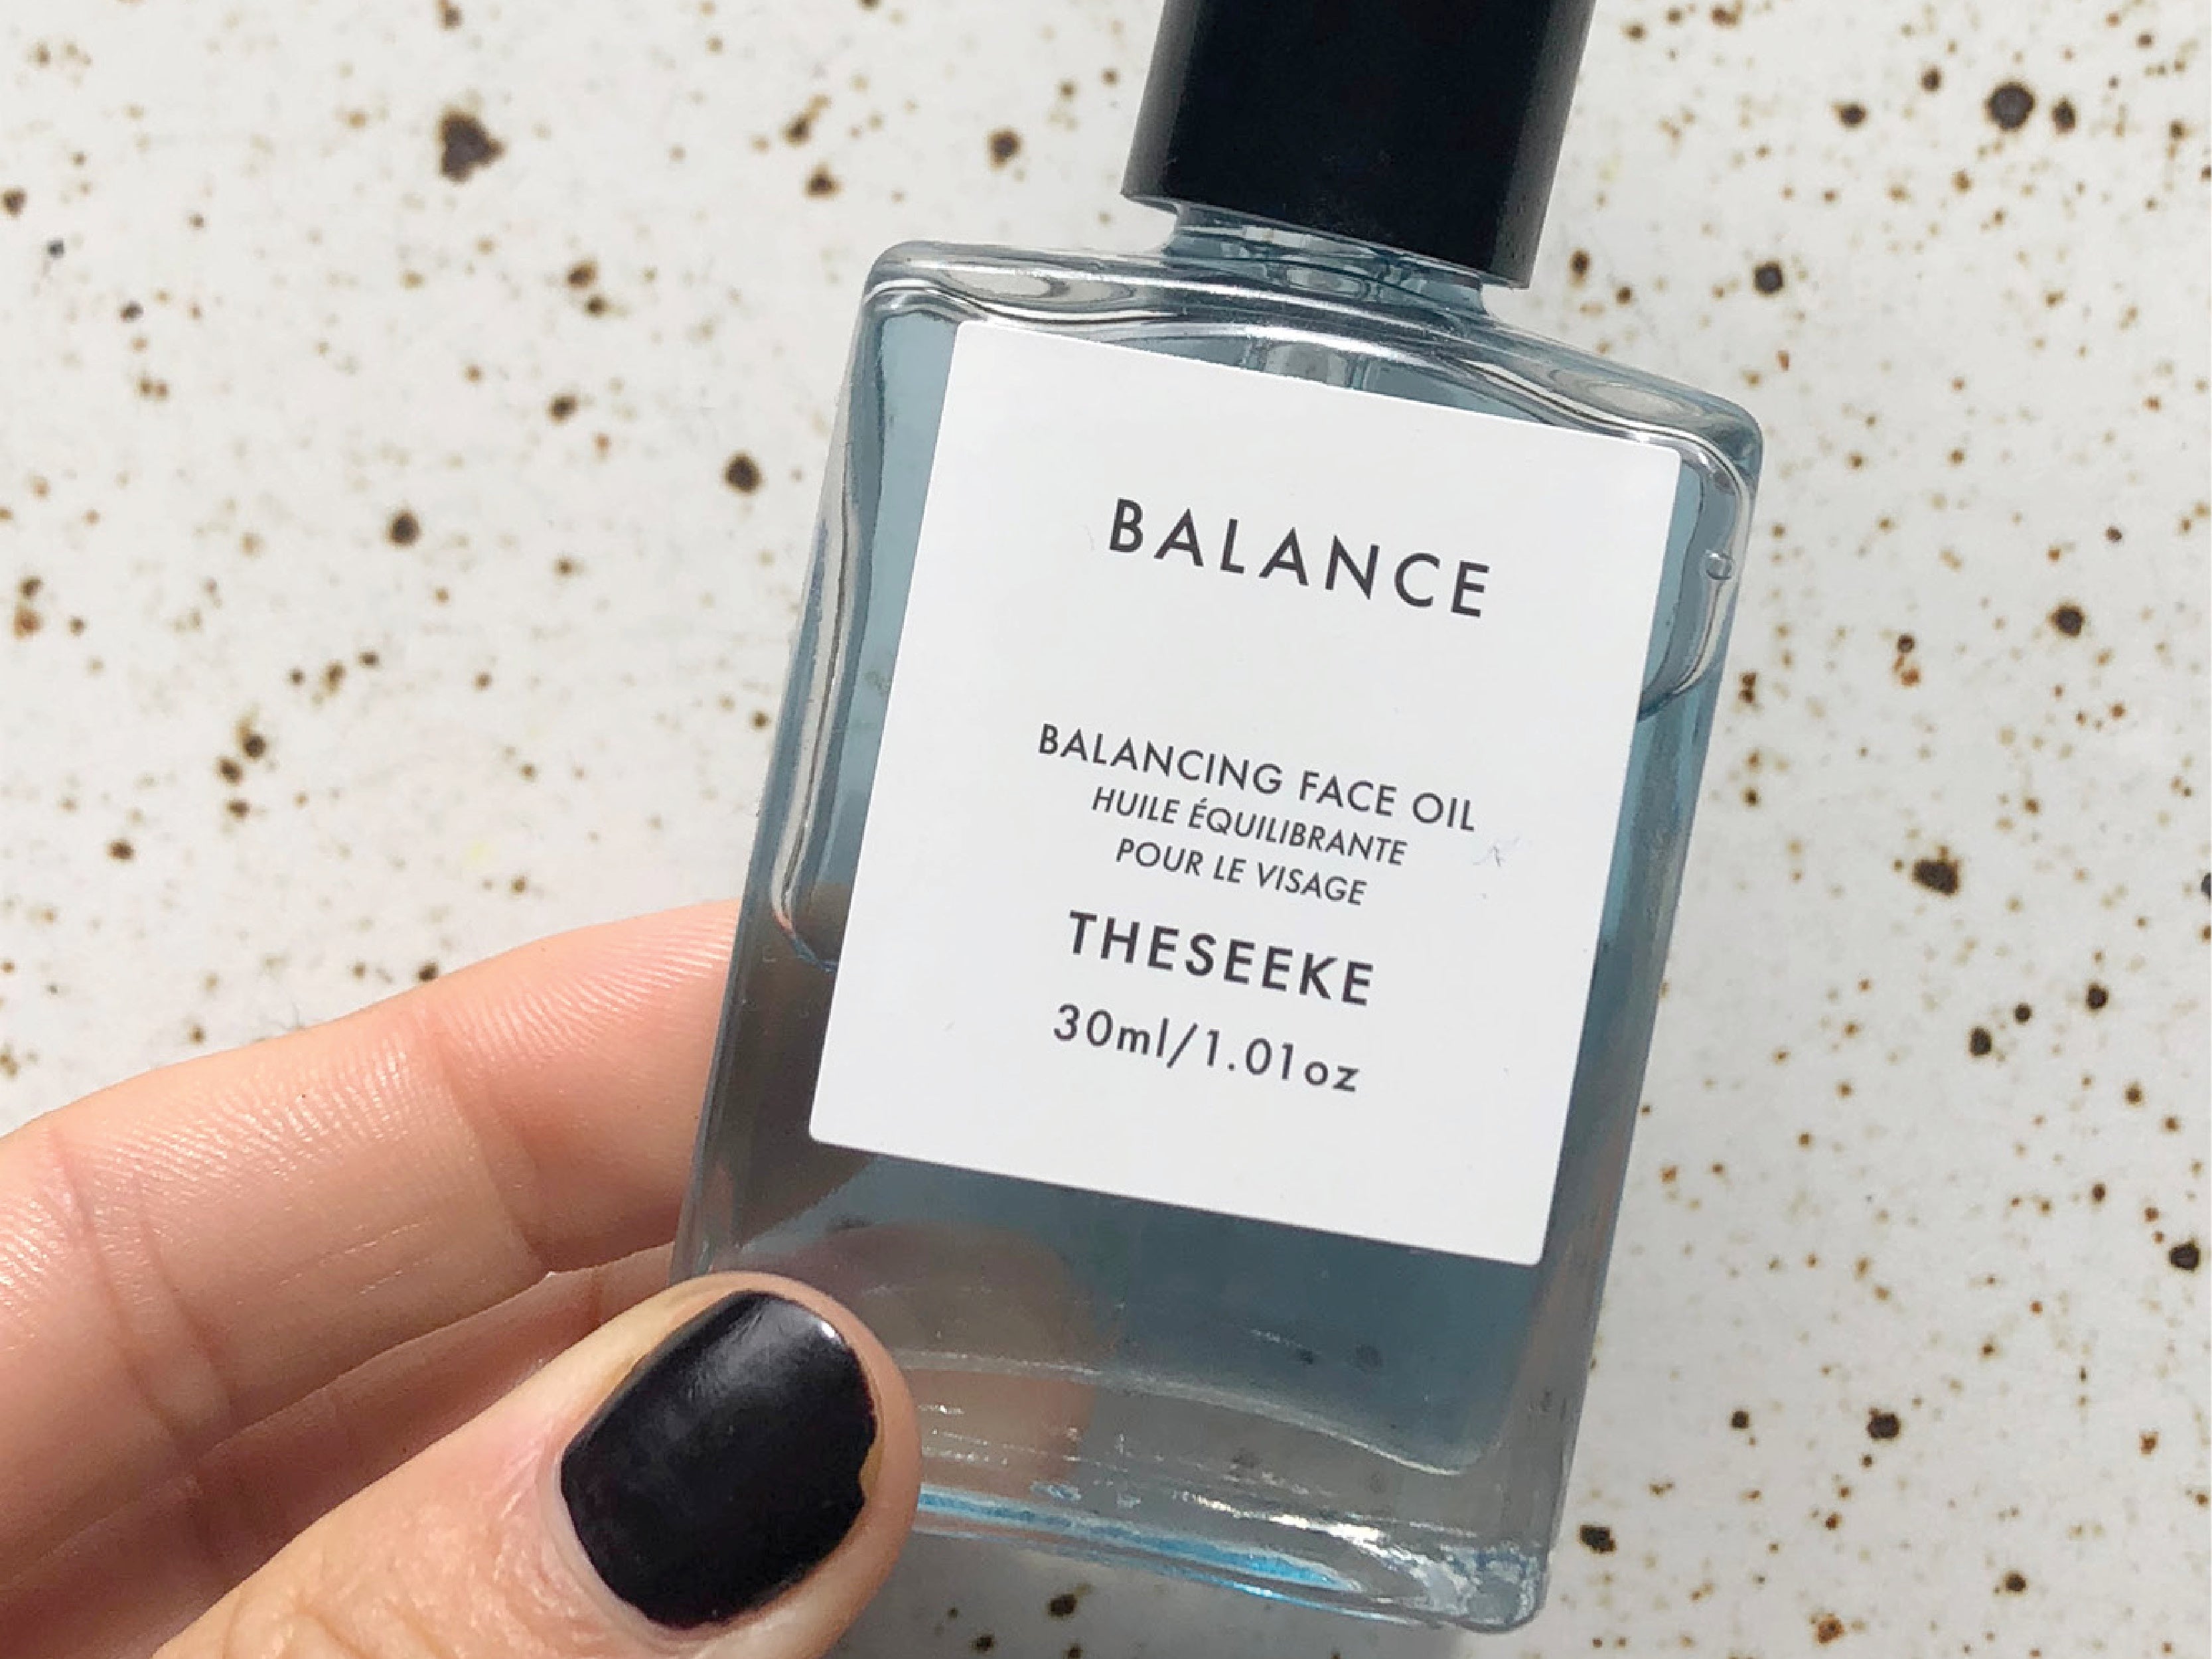 BALANCE
BALANCING FACE OIL
HUILE ÉQUILIBRANTE
POUR LE VISAGE
THESEEKE
30ml/1.01oz